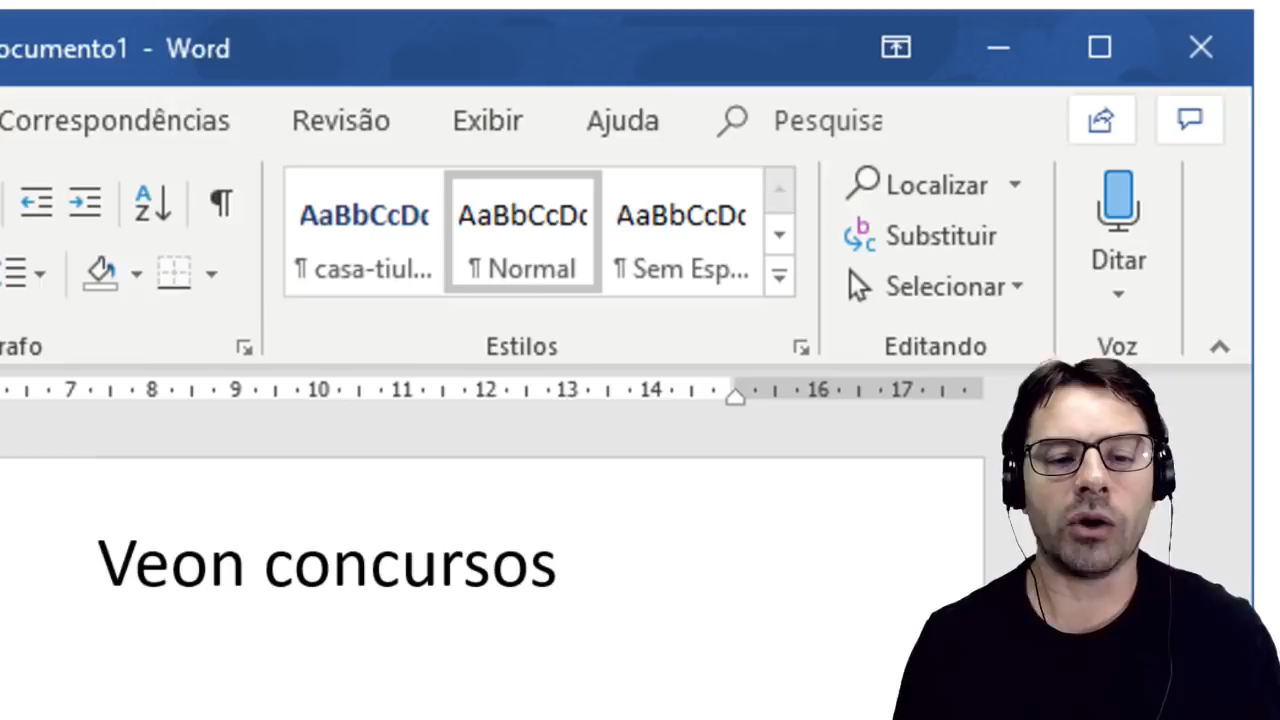 ocumento1 - Word
Correspondências Revisão Exibir Ajuda Pesquisa
AaBbCcDc AaBbCcDc AaBbCcDc
¶ casa-tiul... ¶ Normal ¶ Sem Esp...
Localizar
Substituir
Selecionar
Ditar
rafo Estilos Editando Voz
7 8 9 10 11 12 13 14 16 17
Veon concursos